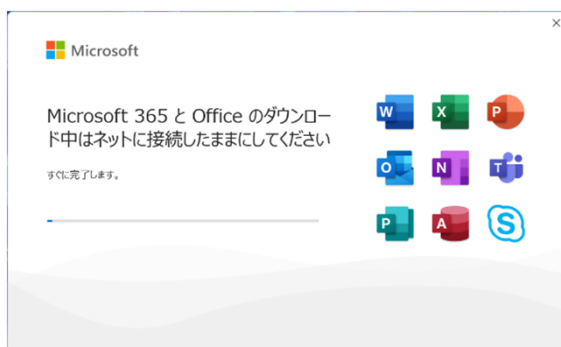 Microsoft
Microsoft 365 と Office のダウンロー
ド中はネットに接続したままにしてください
すぐに完了します。
W
X
P
O
N
T
P
A
S